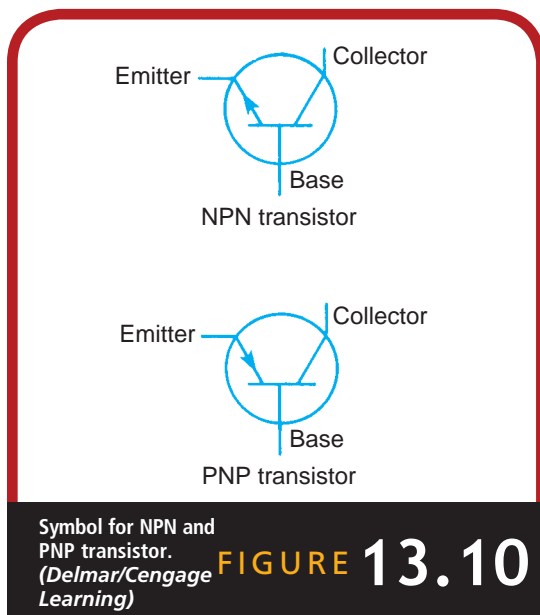 Collector
Emitter
Base
NPN transistor
Collector
Emitter
Base
PNP transistor
Symbol for NPN and
PNP transistor.
(Delmar/Cengage
Learning)
FIGURE 13.10